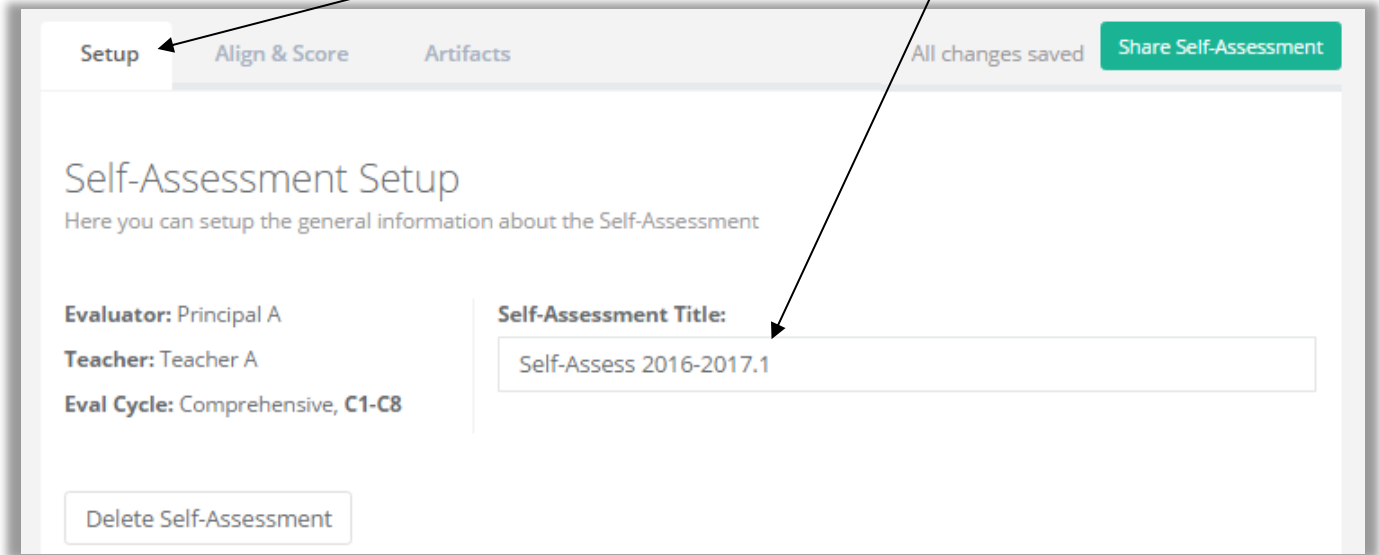 Setup Align & Score Artifacts All changes saved Share Self-Assessment
Self-Assessment Setup
Here you can setup the general information about the Self-Assessment
Evaluator: Principal A
Teacher: Teacher A
Eval Cycle: Comprehensive, C1-C8
Self-Assessment Title:
Self-Assess 2016-2017.1
Delete Self-Assessment